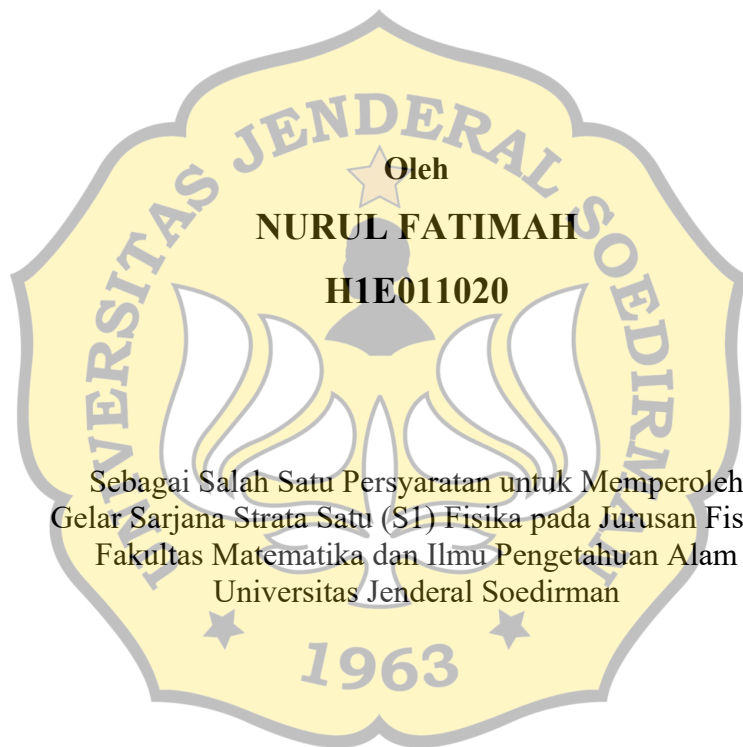 UNIVERSITAS JENDERAL SOEDIRMAN
Oleh
NURUL FATIMAH
H1E011020
Sebagai Salah Satu Persyaratan untuk Memperoleh
Gelar Sarjana Strata Satu (S1) Fisika pada Jurusan Fis
Fakultas Matematika dan Ilmu Pengetahuan Alam
Universitas Jenderal Soedirman
1963